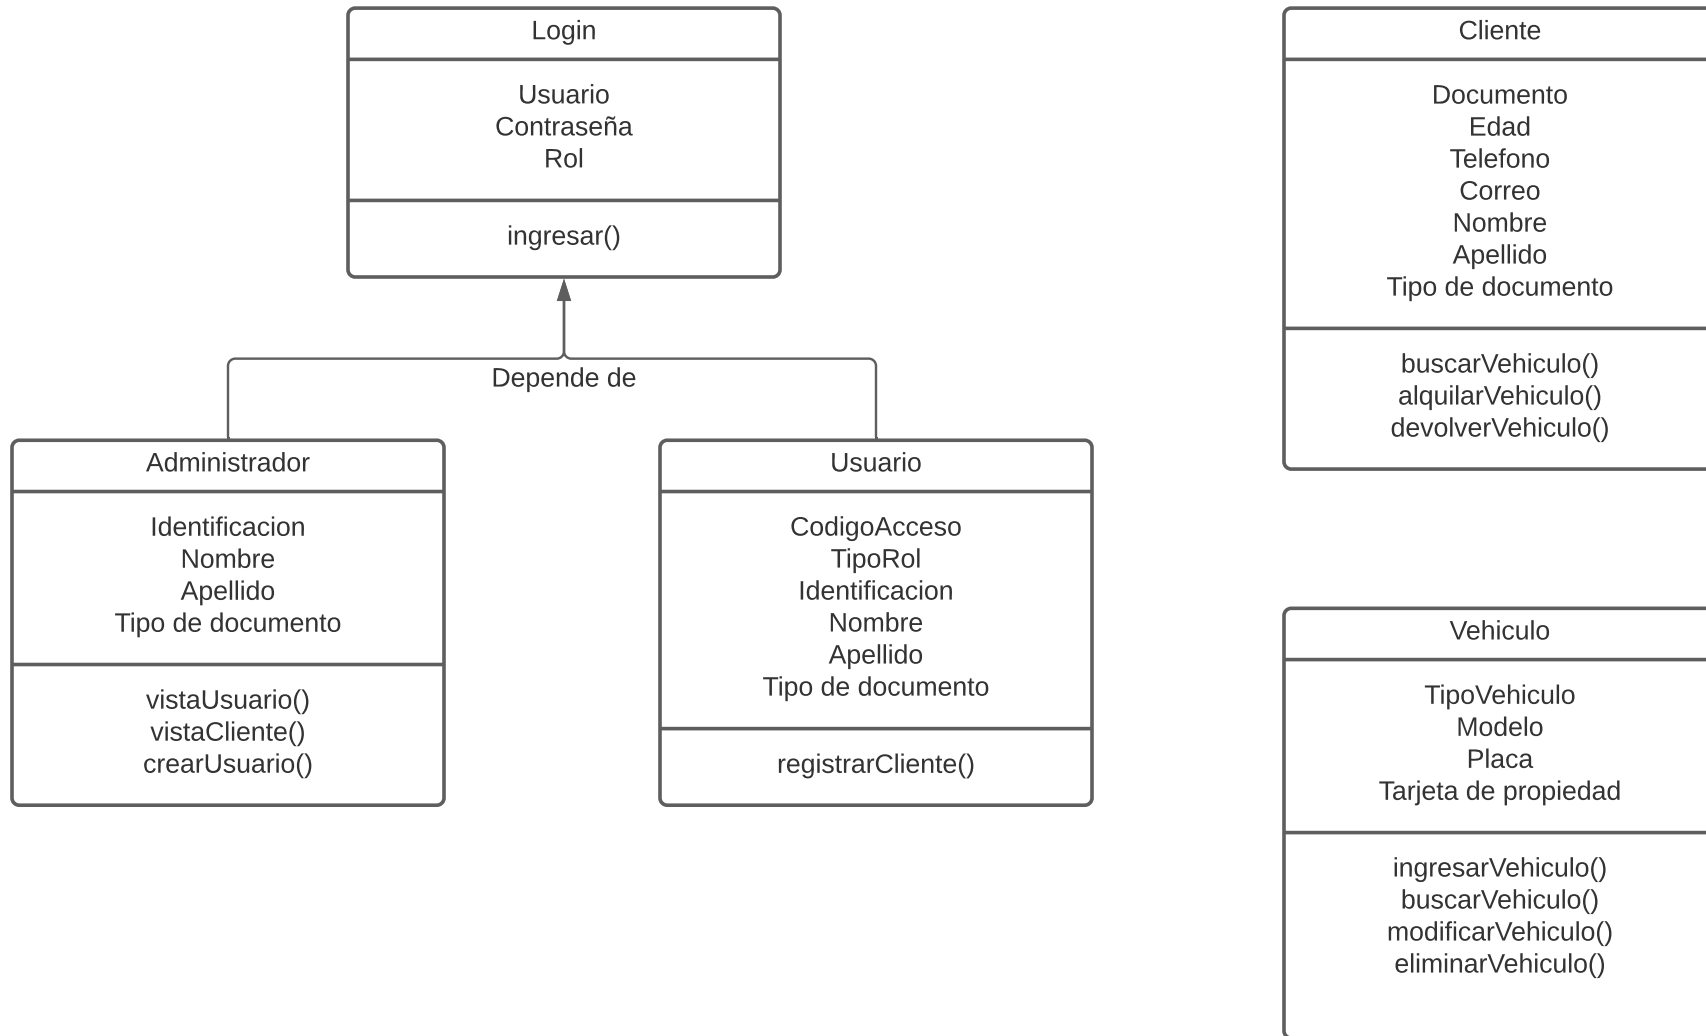 Login
Usuario
Contraseña
Rol
ingresar()
Depende de
Administrador
Identificacion
Nombre
Apellido
Tipo de documento
vistaUsuario()
vistaCliente()
crearUsuario()
Usuario
CodigoAcceso
TipoRol
Identificacion
Nombre
Apellido
Tipo de documento
registrarCliente()
Cliente
Documento
Edad
Telefono
Correo
Nombre
Apellido
Tipo de documento
buscarVehiculo()
alquilarVehiculo()
devolverVehiculo()
Vehiculo
TipoVehiculo
Modelo
Placa
Tarjeta de propiedad
ingresarVehiculo()
buscarVehiculo()
modificarVehiculo()
eliminarVehiculo()